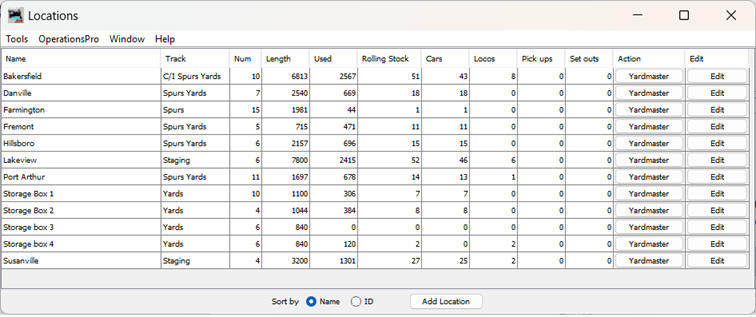 Locations
Tools OperationsPro Window Help
Name Track Num Length Used Rolling Stock Cars Locos Pick ups Set outs Action Edit
Bakersfield C/I Spurs Yards 10 6813 2567 51 43 8 0 0 Yardmaster Edit
Danville Spurs Yards 7 2540 669 18 18 0 0 0 Yardmaster Edit
Farmington Spurs 15 1981 44 1 1 0 0 0 Yardmaster Edit
Fremont Spurs Yards 5 715 471 11 11 0 0 0 Yardmaster Edit
Hillsboro Spurs Yards 6 2157 696 15 15 0 0 0 Yardmaster Edit
Lakeview Staging 6 7800 2415 52 46 6 0 0 Yardmaster Edit
Port Arthur Spurs Yards 11 1697 678 14 13 1 0 0 Yardmaster Edit
Storage Box 1 Yards 10 1100 306 7 7 0 0 0 Yardmaster Edit
Storage Box 2 Yards 4 1044 384 8 8 0 0 0 Yardmaster Edit
Storage box 3 Yards 6 840 0 0 0 0 0 0 Yardmaster Edit
Storage box 4 Yards 6 840 120 2 0 2 0 0 Yardmaster Edit
Susanville Staging 4 3200 1301 27 25 2 0 0 Yardmaster Edit
Sort by Name ID Add Location